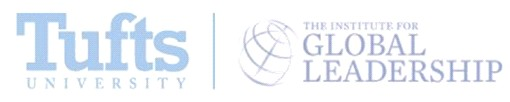 Tufts
UNIVERSITY
THE INSTITUTE FOR
GLOBAL
LEADERSHIP